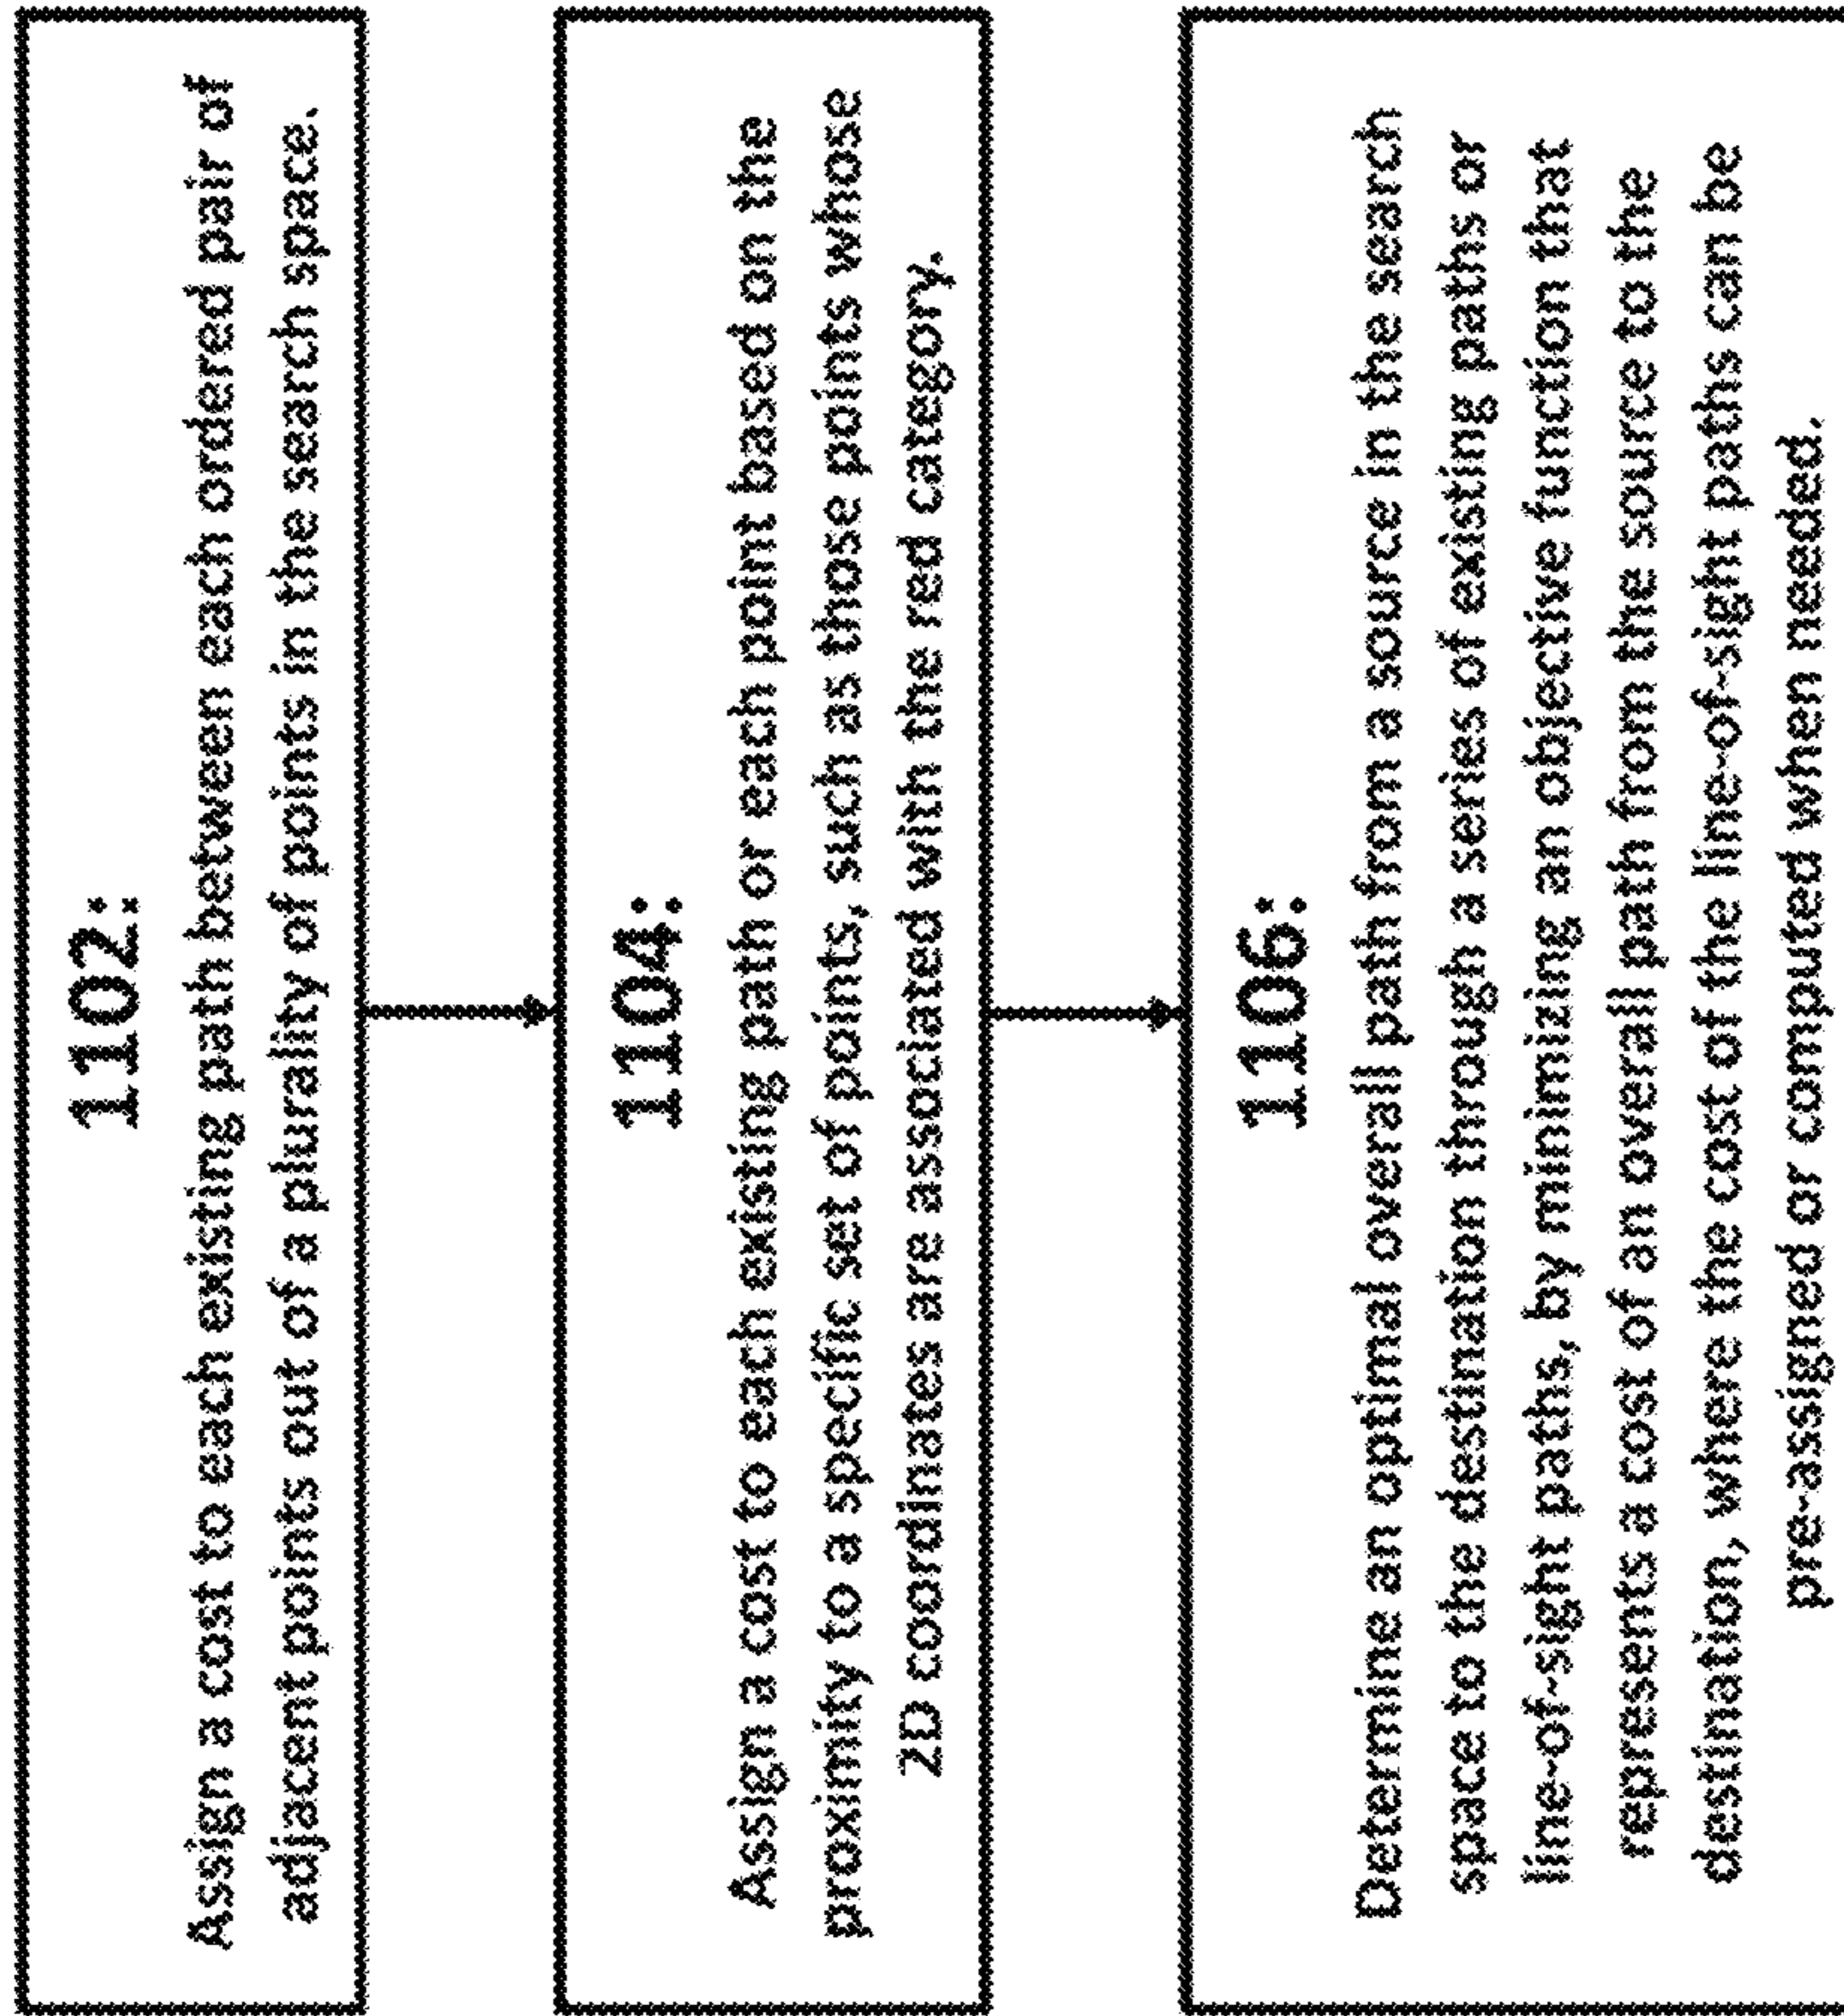 1102:
Assign a cost to each existing path between each ordered pair of
adjacent points out of a plurality of points in the search space.
1104:
Assign a cost to each existing path or each point based on the
proximity to a specific set of points, such as those points whose
2D coordinates are associated with the red category.
1106:
Determine an optimal overall path from a source in the search
space to the destination through a series of existing paths or
line-of-sight paths, by minimizing an objective function that
represents a cost of an overall path from the source to the
destination, where the cost of the line-of-sight paths can be
pre-assigned or computed when needed.